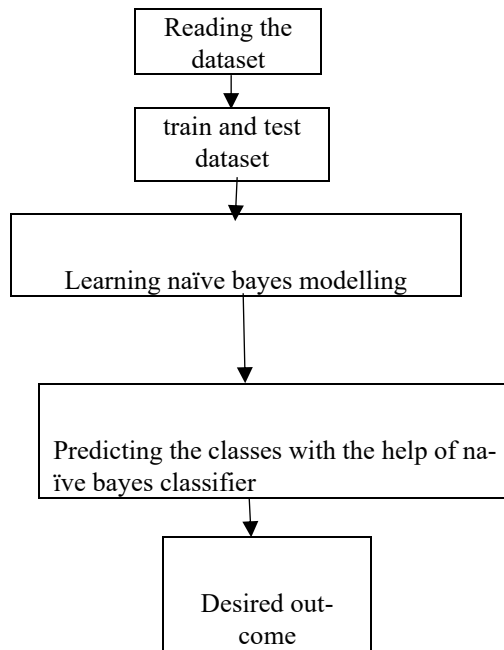 Reading the
dataset
train and test
dataset
Learning naïve bayes modelling
Predicting the classes with the help of na-
ïve bayes classifier
Desired out-
come